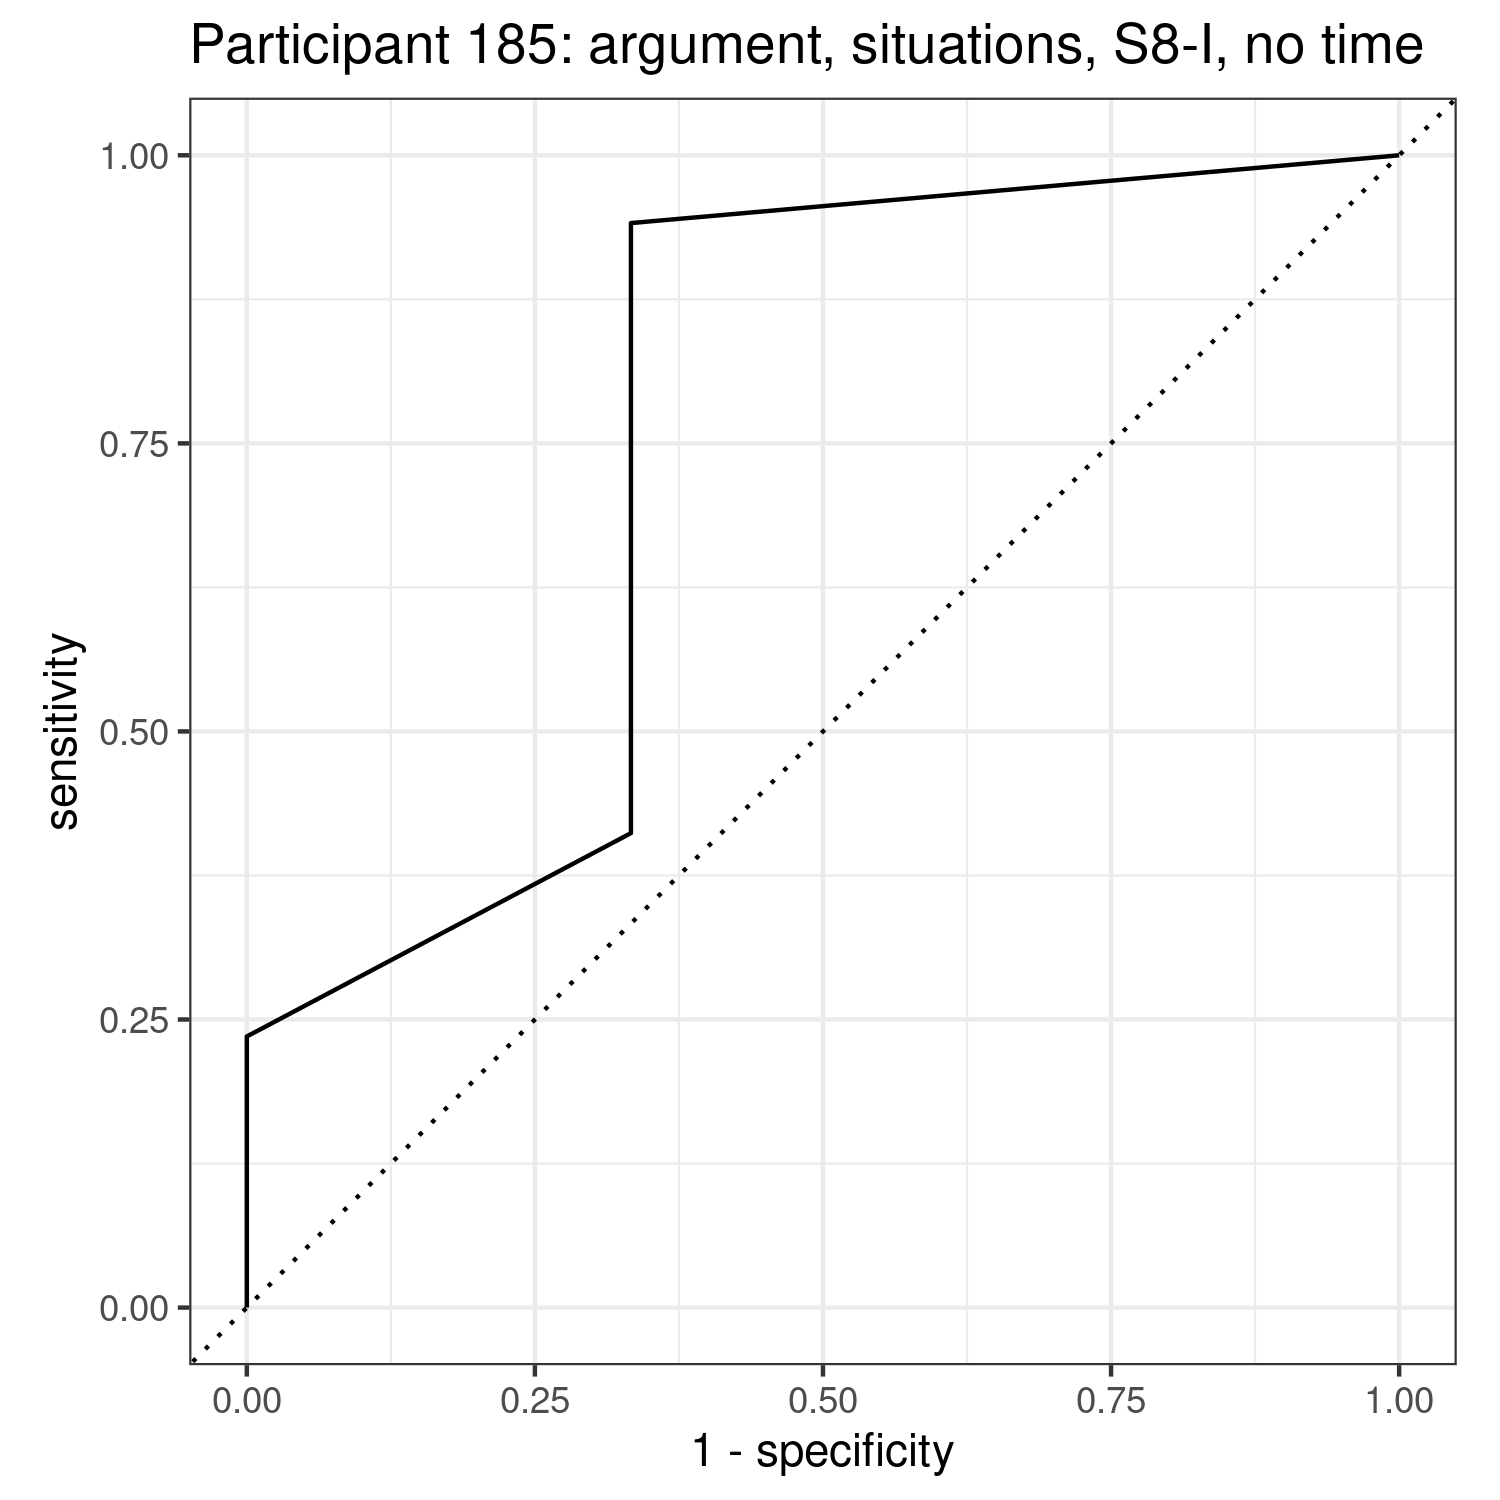 Participant 185: argument, situations, S8-I, no time
1.00
0.75
0.50
0.25
0.00
sensitivity
0.00 0.25 0.50 0.75 1.00
1 - specificity